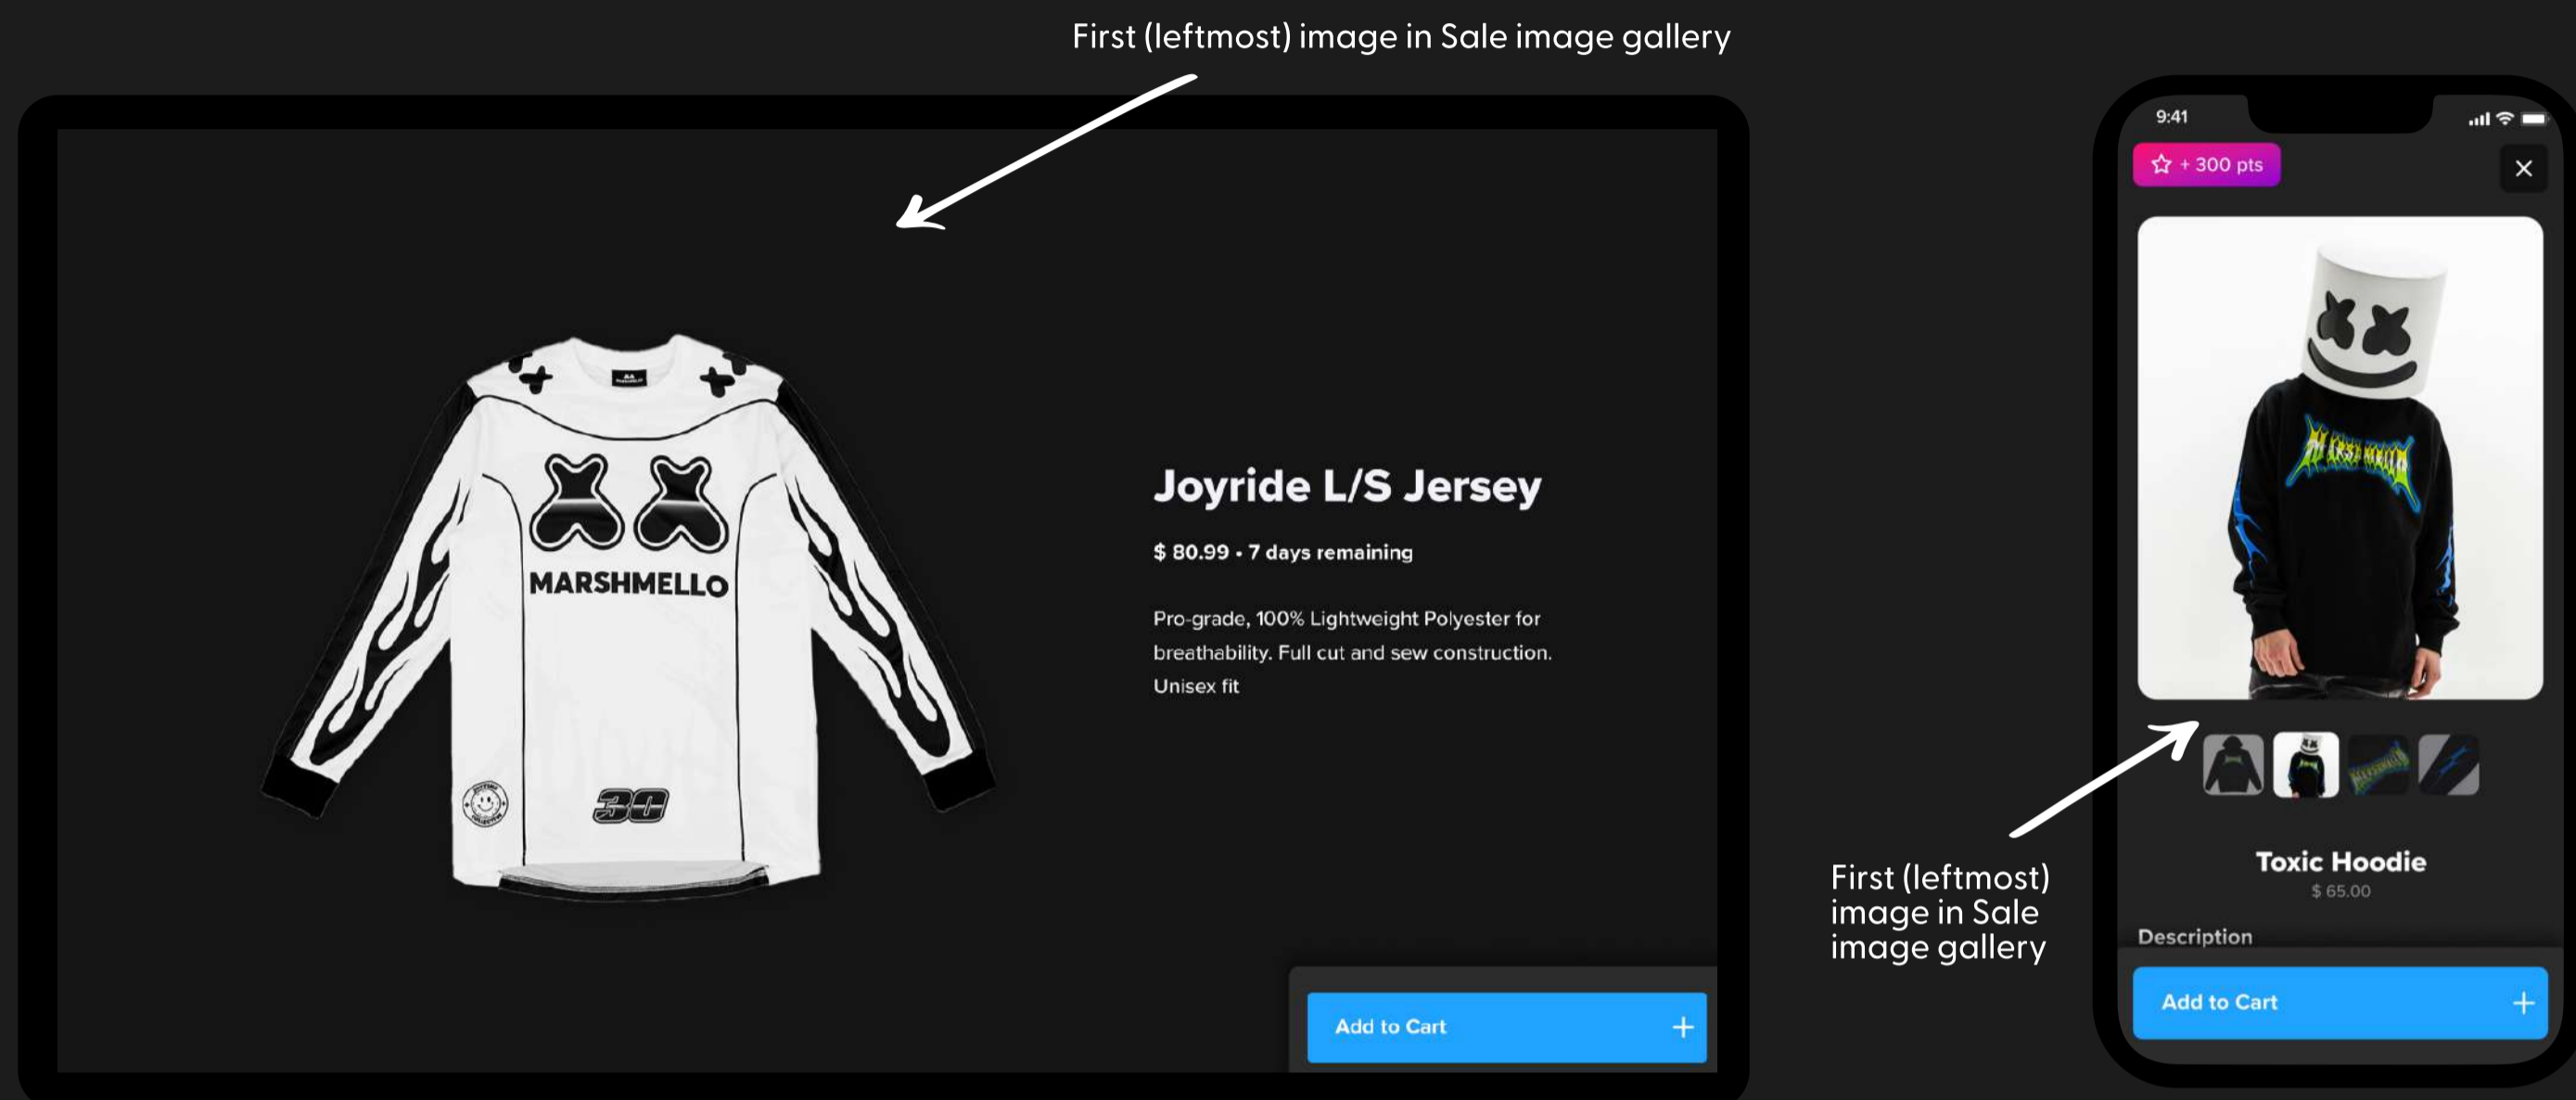 First (leftmost) image in Sale image gallery
MARSHMELLO
30
Joyride L/S Jersey
$ 80.99 • 7 days remaining
Pro-grade, 100% Lightweight Polyester for
breathability. Full cut and sew construction.
Unisex fit
Add to Cart
First (leftmost)
image in Sale
image gallery
9:41
+ 300 pts
MARSHMELLO
Toxic Hoodie
$ 65.00
Description
Add to Cart